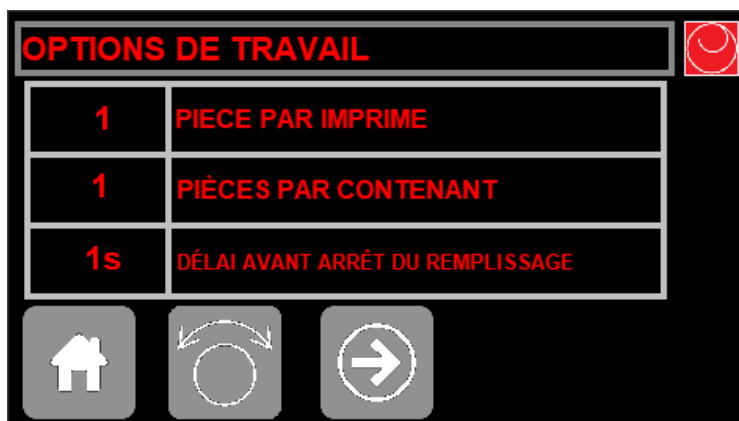 OPTIONS DE TRAVAIL
1 PIECE PAR IMPRIME
1 PIÈCES PAR CONTENANT
1s DÉLAI AVANT ARRÊT DU REMPLISSAGE